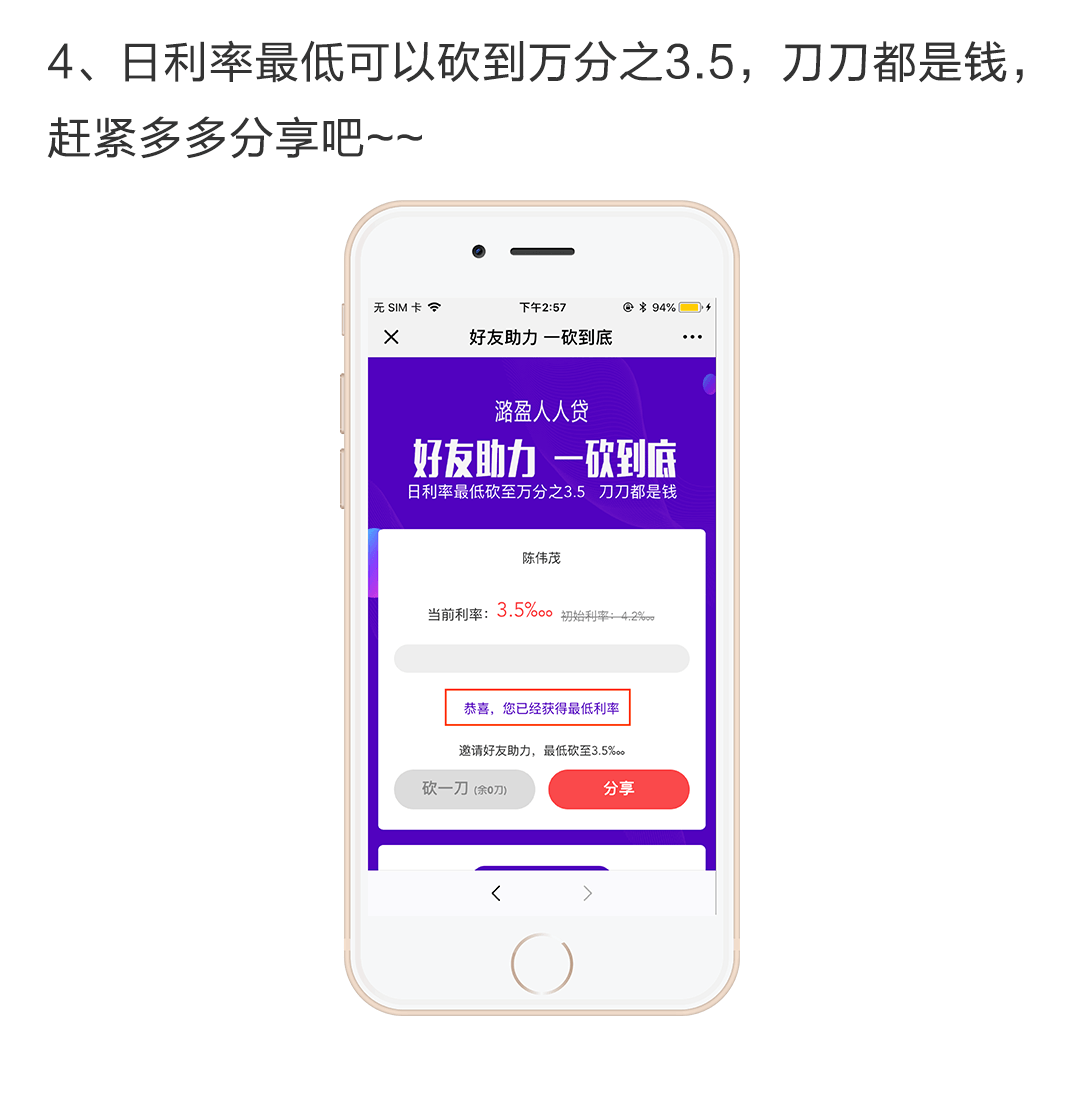 4、日利率最低可以砍到万分之3.5，刀刀都是钱，
赶紧多多分享吧~~
无 SIM 卡 下午2:57 94%
好友助力 一砍到底
潞盈人人贷
好友助力 一砍到底
日利率最低砍至万分之3.5 刀刀都是钱
陈伟茂
当前利率：3.5‱ 初始利率：4.2‱
恭喜，您已经获得最低利率
邀请好友助力，最低砍至3.5‱
砍一刀 (余0刀) 分享